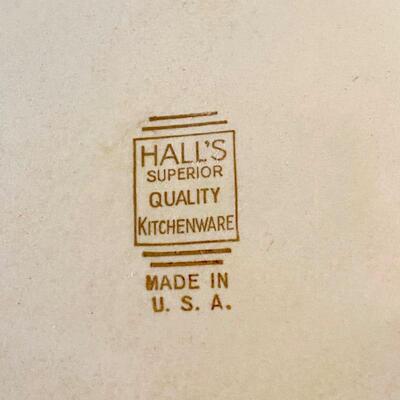 HALL'S
SUPERIOR
QUALITY
KITCHENWARE
MADE IN
U. S. A.